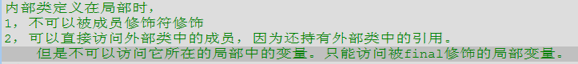 内部类定义在局部时，
1，不可以被成员修饰符修饰
2，可以直接访问外部类中的成员，因为还持有外部类中的引用。
但是不可以访问它所在的局部中的变量。只能访问被final修饰的局部变量。